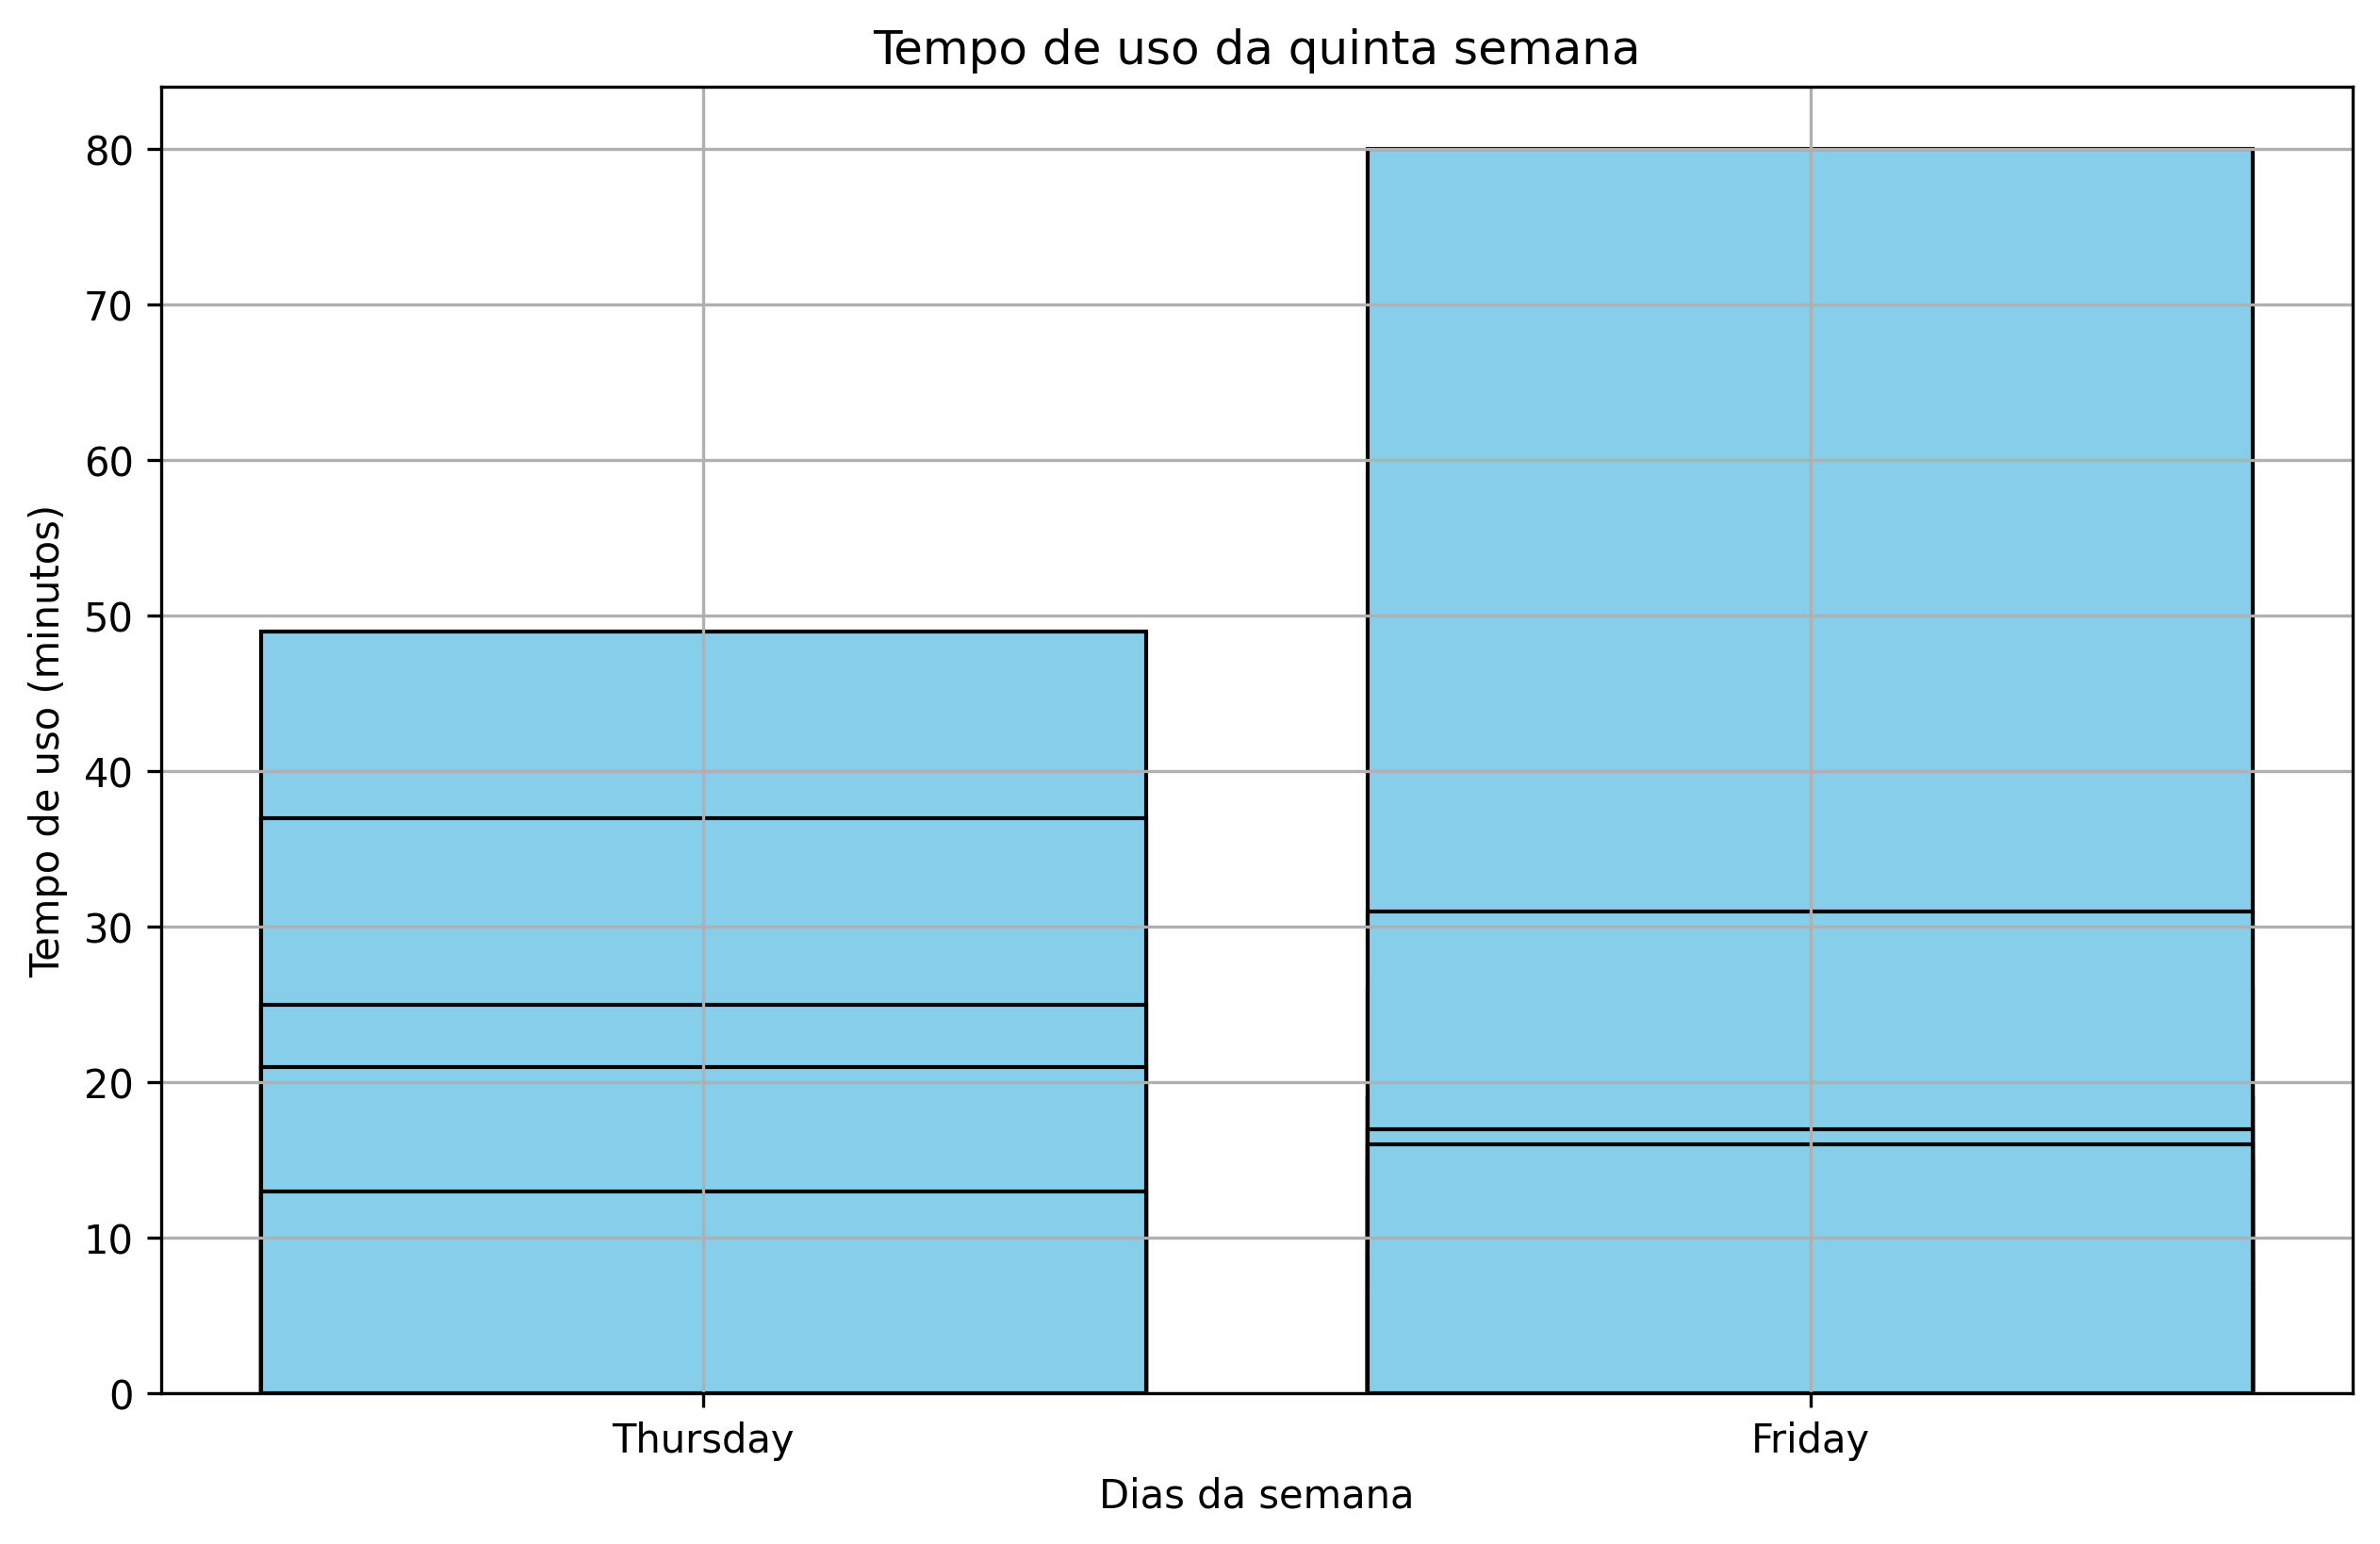 Tempo de uso da quinta semana
Tempo de uso (minutos)
80
70
60
50
40
30
20
10
0
Thursday
Friday
Dias da semana